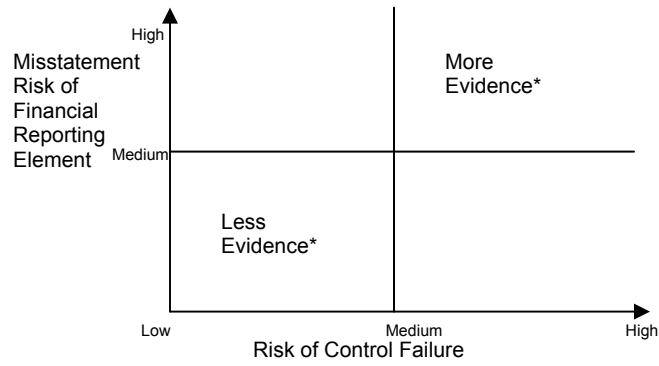 High
Misstatement
Risk of
Financial
Reporting
Element
More
Evidence*
Medium
Less
Evidence*
Low
Medium
High
Risk of Control Failure